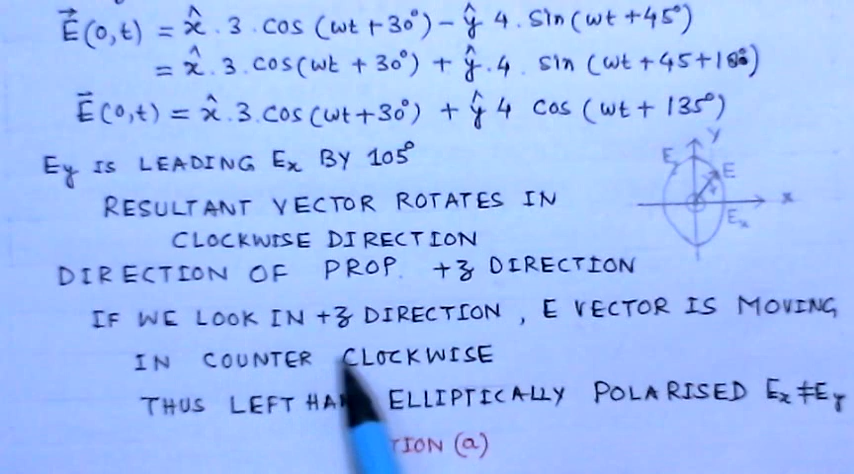 E⃗(0,t) = x̂ . 3 . cos (ωt + 30°) − ŷ 4 . sin (ωt + 45°)
= x̂ . 3 . cos(ωt + 30°) + ŷ . 4 . sin (ωt + 45 + 180)
E⃗(0,t) = x̂ . 3 . cos(ωt + 30°) + ŷ 4 cos (ωt + 135°)
Ey IS LEADING Ex BY 105°
y
E
E
x
Ex
RESULTANT VECTOR ROTATES IN
CLOCKWISE DIRECTION
DIRECTION OF PROP. +z DIRECTION
IF WE LOOK IN +z DIRECTION, E VECTOR IS MOVING
IN COUNTER CLOCKWISE
THUS LEFT ELLIPTICALLY POLARISED Ex ≠ Ey
(a)